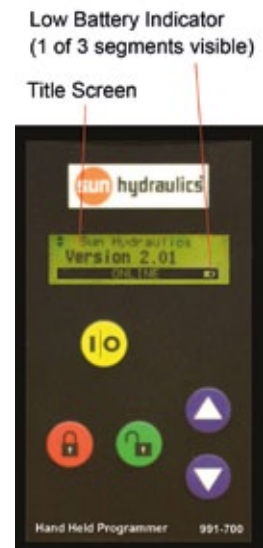 Low Battery Indicator
(1 of 3 segments visible)
Title Screen
sun hydraulics
Sun Hydraulics
Version 2.01
ONLINE
I|O
Hand Held Programmer 991-700